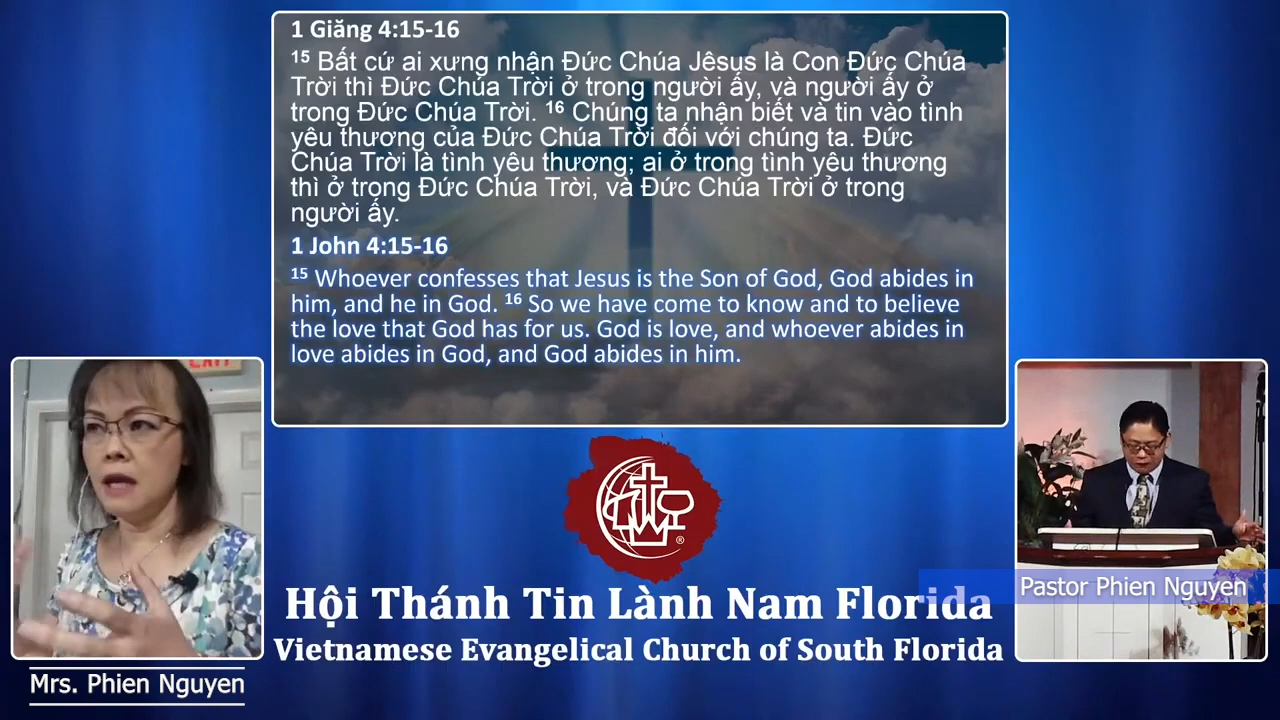 1 Giăng 4:15-16
15 Bất cứ ai xưng nhận Đức Chúa Jêsus là Con Đức Chúa
Trời thì Đức Chúa Trời ở trong người ấy, và người ấy ở
trong Đức Chúa Trời. 16 Chúng ta nhận biết và tin vào tình
yêu thương của Đức Chúa Trời đối với chúng ta. Đức
Chúa Trời là tình yêu thương; ai ở trong tình yêu thương
thì ở trong Đức Chúa Trời, và Đức Chúa Trời ở trong
người ấy.
1 John 4:15-16
15 Whoever confesses that Jesus is the Son of God, God abides in
him, and he in God. 16 So we have come to know and to believe
the love that God has for us. God is love, and whoever abides in
love abides in God, and God abides in him.
EXIT
®
Hội Thánh Tin Lành Nam Florida
Vietnamese Evangelical Church of South Florida
Pastor Phien Nguyen
Mrs. Phien Nguyen